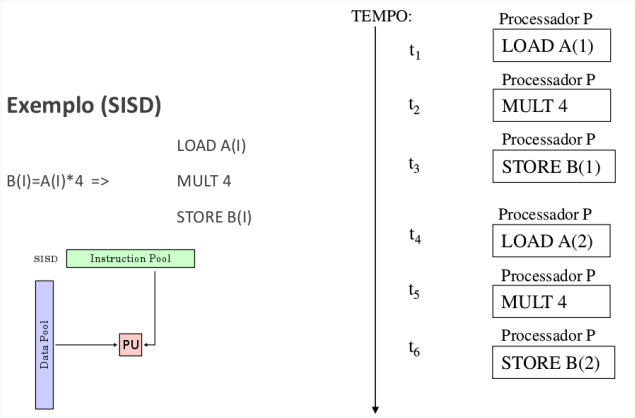 Exemplo (SISD)
LOAD A(I)
B(I)=A(I)*4 => MULT 4
STORE B(I)
SISD
Instruction Pool
Data Pool
PU
TEMPO:
t1
Processador P
LOAD A(1)
t2
Processador P
MULT 4
t3
Processador P
STORE B(1)
t4
Processador P
LOAD A(2)
t5
Processador P
MULT 4
t6
Processador P
STORE B(2)